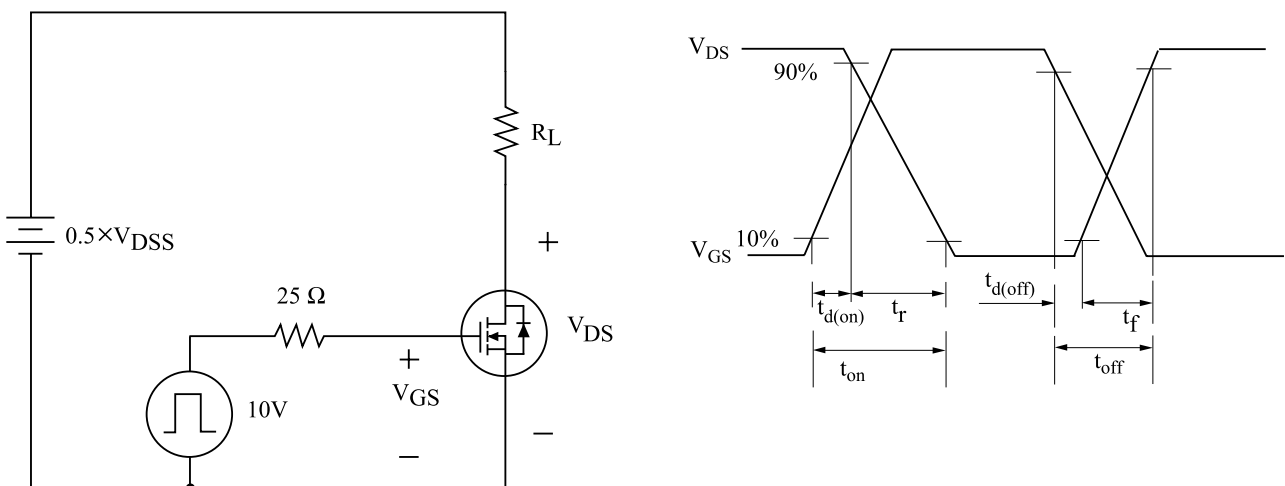 R_L
0.5×V_DSS
25 Ω
V_DS
+
+
V_GS
10V
−
−
V_DS
90%
V_GS
10%
t_d(on)
t_r
t_d(off)
t_f
t_on
t_off